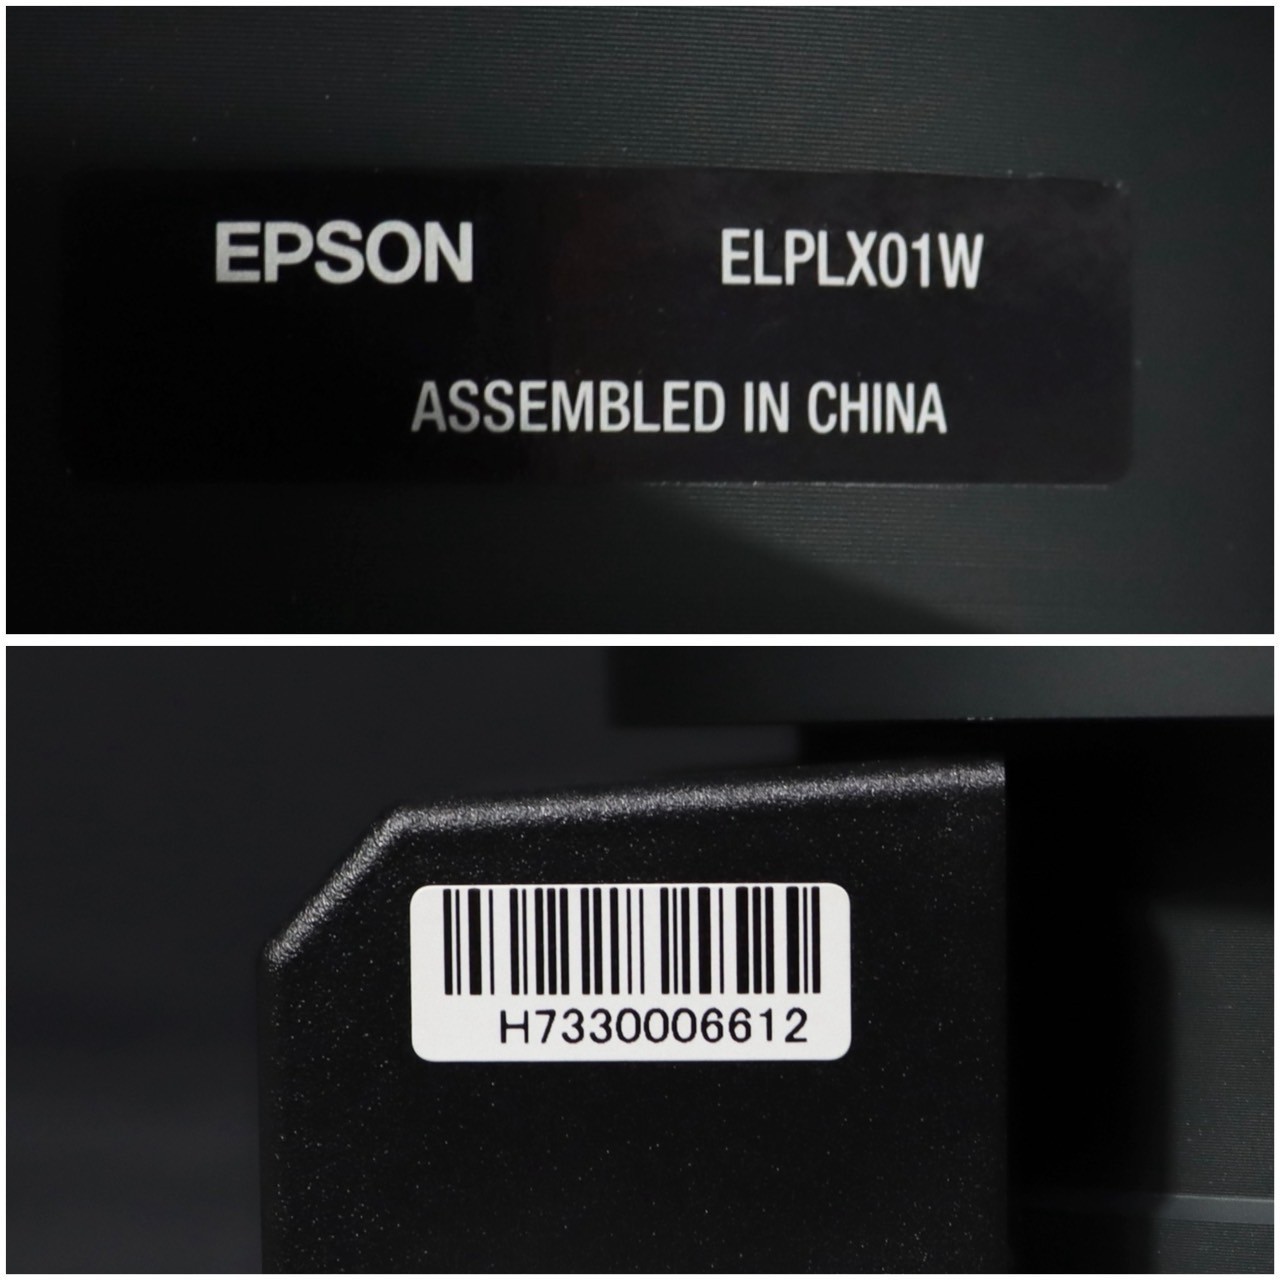 EPSON ELPLX01W
ASSEMBLED IN CHINA
H7330006612